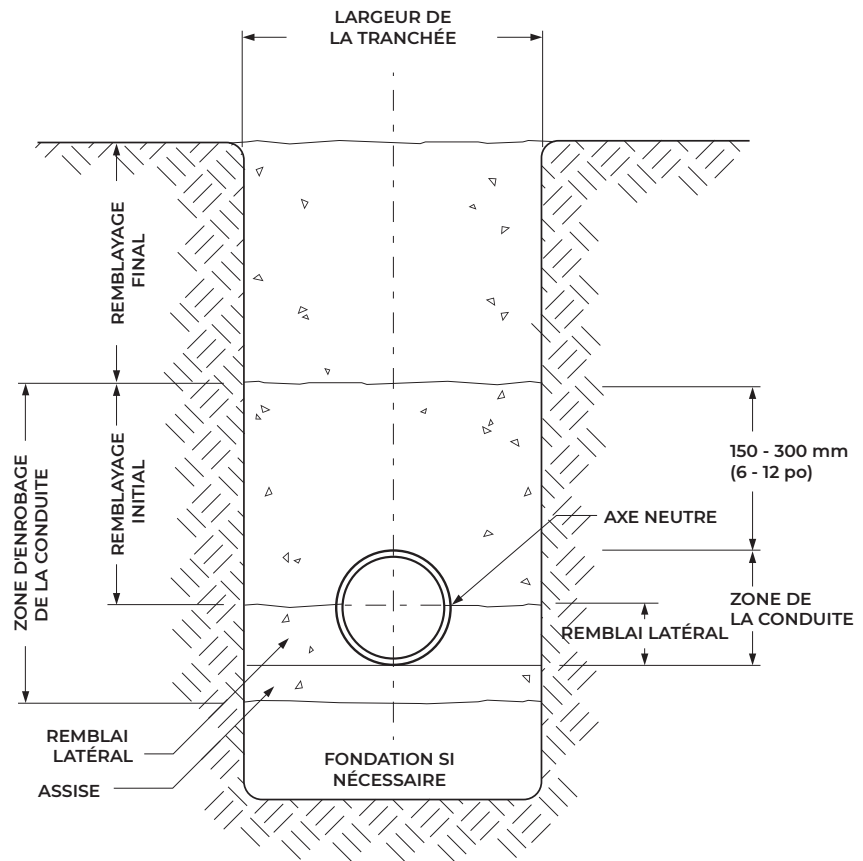 LARGEUR DE
LA TRANCHÉE
REMBLAYAGE
FINAL
ZONE D'ENROBAGE
DE LA CONDUITE
REMBLAYAGE
INITIAL
150 - 300 mm
(6 - 12 po)
AXE NEUTRE
ZONE DE
LA CONDUITE
REMBLAI LATÉRAL
REMBLAI
LATÉRAL
ASSISE
FONDATION SI
NÉCESSAIRE